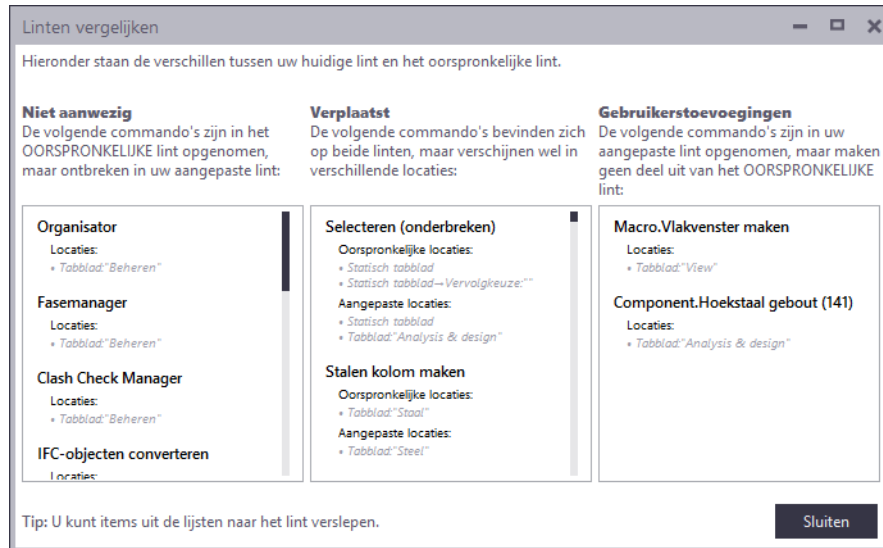 Linten vergelijken
Hieronder staan de verschillen tussen uw huidige lint en het oorspronkelijke lint.
Niet aanwezig
De volgende commando's zijn in het
OORSPRONKELIJKE lint opgenomen,
maar ontbreken in uw aangepaste lint:
Organisator
Locaties:
• Tabblad:"Beheren"
Fasemanager
Locaties:
• Tabblad:"Beheren"
Clash Check Manager
Locaties:
• Tabblad:"Beheren"
IFC-objecten converteren
Locaties:
Verplaatst
De volgende commando's bevinden zich
op beide linten, maar verschijnen wel in
verschillende locaties:
Selecteren (onderbreken)
Oorspronkelijke locaties:
• Statisch tabblad
• Statisch tabblad→Vervolgkeuze:""
Aangepaste locaties:
• Statisch tabblad
• Tabblad:"Analysis & design"
Stalen kolom maken
Oorspronkelijke locaties:
• Tabblad:"Staal"
Aangepaste locaties:
• Tabblad:"Steel"
Gebruikerstoevoegingen
De volgende commando's zijn in uw
aangepaste lint opgenomen, maar maken
geen deel uit van het OORSPRONKELIJKE
lint:
Macro.Vlakvenster maken
Locaties:
• Tabblad:"View"
Component.Hoekstaal gebout (141)
Locaties:
• Tabblad:"Analysis & design"
Tip: U kunt items uit de lijsten naar het lint verslepen.
Sluiten